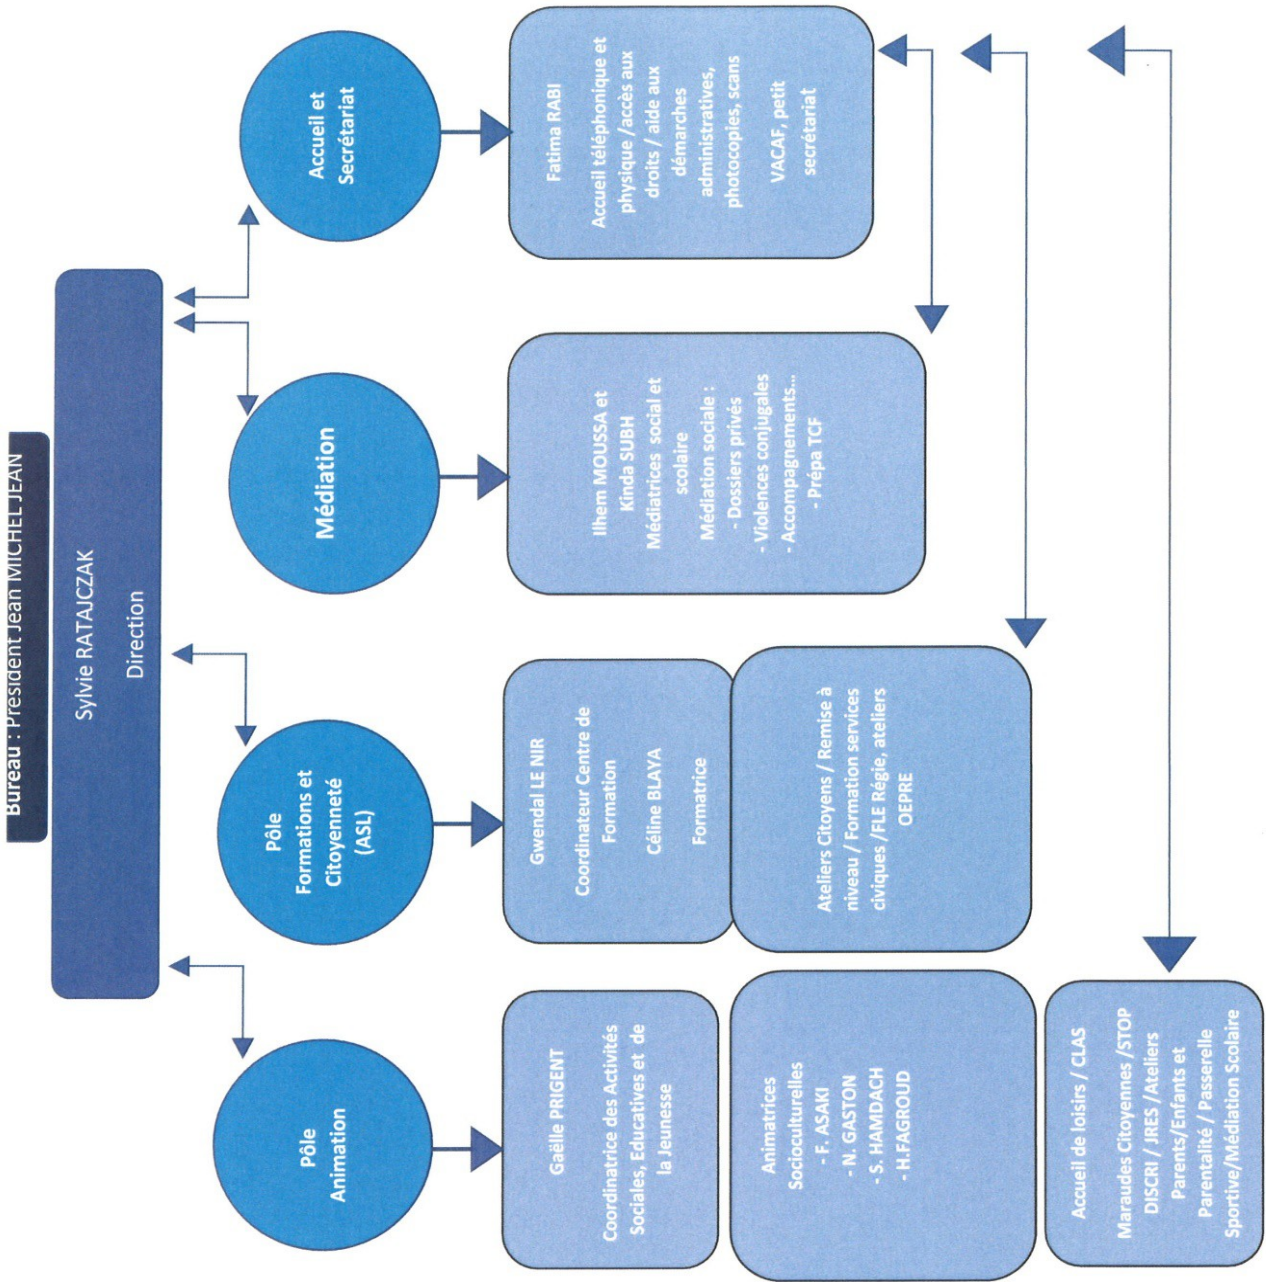 Bureau : Président Jean MICHEL JEAN
Sylvie RATAJCZAK
Direction
Pôle
Animation
Gaëlle PRIGENT
Coordinatrice des Activités
Sociales, Educatives et de
la Jeunesse
Animatrices
Socioculturelles
- F. ASAKI
- N. GASTON
- S. HAMDACH
- H.FAGROUD
Accueil de loisirs / CLAS
Maraudes Citoyennes /STOP
DISCRI / JRES /Ateliers
Parents/Enfants et
Parentalité / Passerelle
Sportive/Médiation Scolaire
Pôle
Formations et
Citoyenneté
(ASL)
Gwendal LE NIR
Coordinateur Centre de
Formation
Céline BLAYA
Formatrice
Ateliers Citoyens / Remise à
niveau / Formation services
civiques /FLE Régie, ateliers
OEPRE
Médiation
Ilhem MOUSSA et
Kinda SUBH
Médiatrices social et
scolaire
Médiation sociale :
- Dossiers privés
- Violences conjugales
- Accompagnements...
- Prépa TCF
Accueil et
Secrétariat
Fatima RABI
Accueil téléphonique et
physique /accès aux
droits / aide aux
démarches
administratives,
photocopies, scans
VACAF, petit
secrétariat